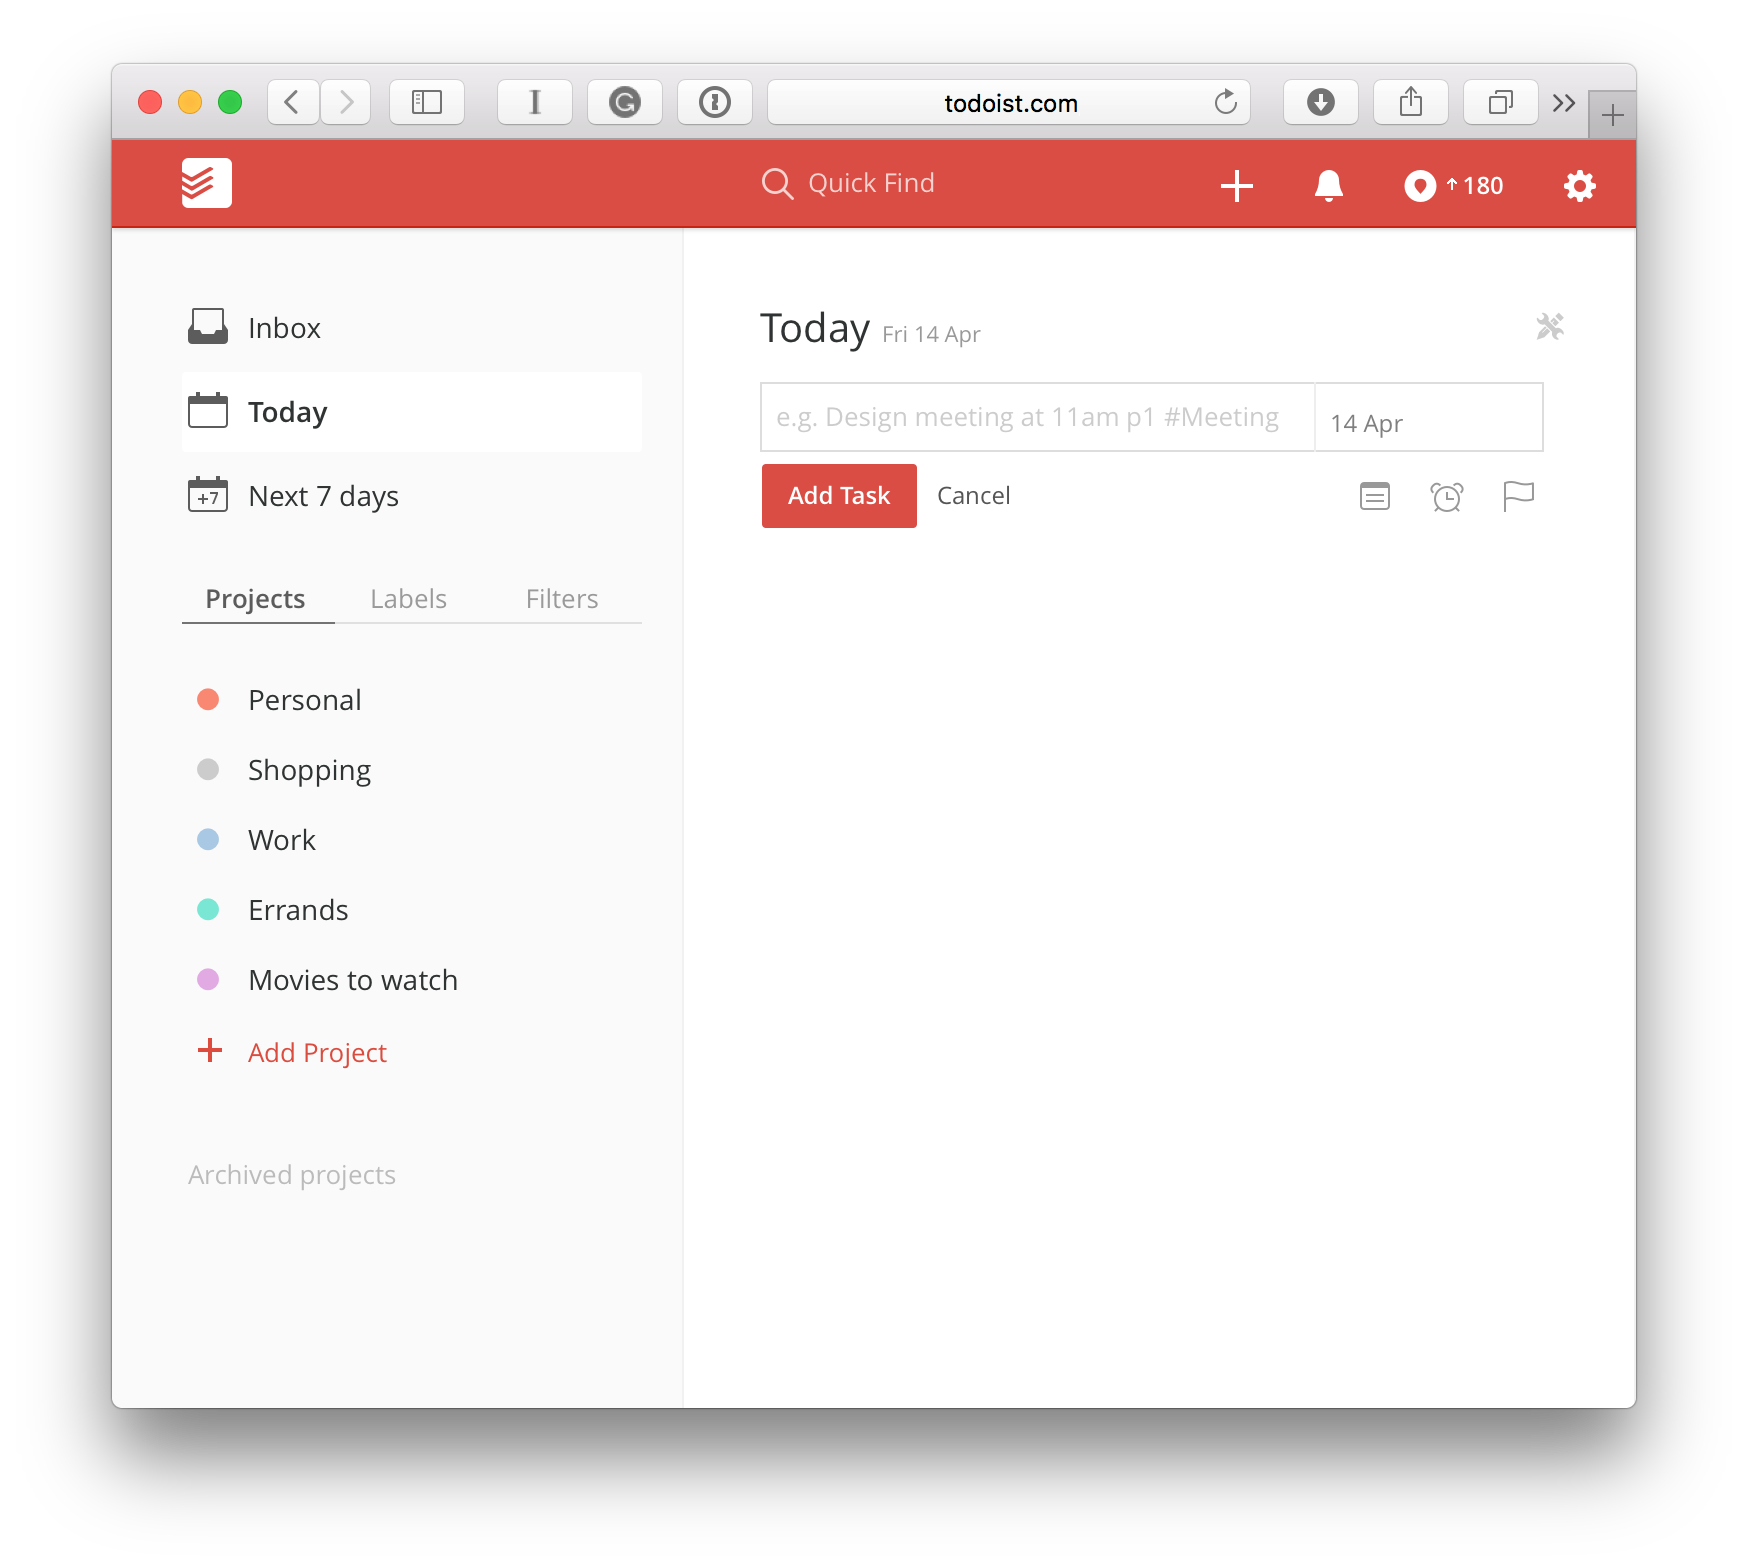 todoist.com
Quick Find
180
Inbox
Today
+7
Next 7 days
Projects Labels Filters
Personal
Shopping
Work
Errands
Movies to watch
Add Project
Archived projects
Today Fri 14 Apr
e.g. Design meeting at 11am p1 #Meeting 14 Apr
Add Task Cancel